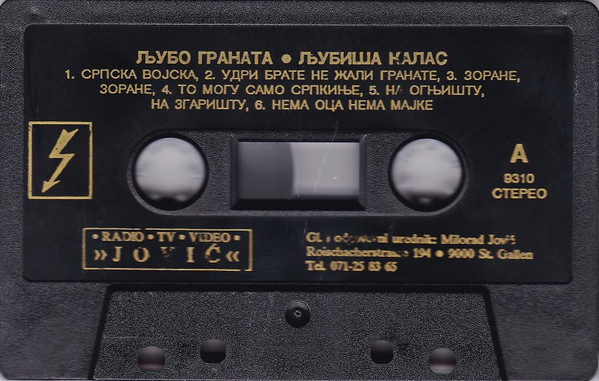 ЉУБО ГРАНАТА • ЉУБИША КАЛАС
1. СРПСКА ВОЈСКА, 2. УДРИ БРАТЕ НЕ ЖАЛИ ГРАНАТЕ, 3. ЗОРАНЕ,
ЗОРАНЕ, 4. ТО МОГУ САМО СРПКИЊЕ, 5. НА ОГЊИШТУ,
НА ЗГАРИШТУ, 6. НЕМА ОЦА НЕМА МАЈКЕ
A
9310
СТЕРЕО
• RADIO • TV • VIDEO •
»JOVIĆ«
urednik: Milorad
194 • 9000 St. Gallen
Tel. 071-25 83 65